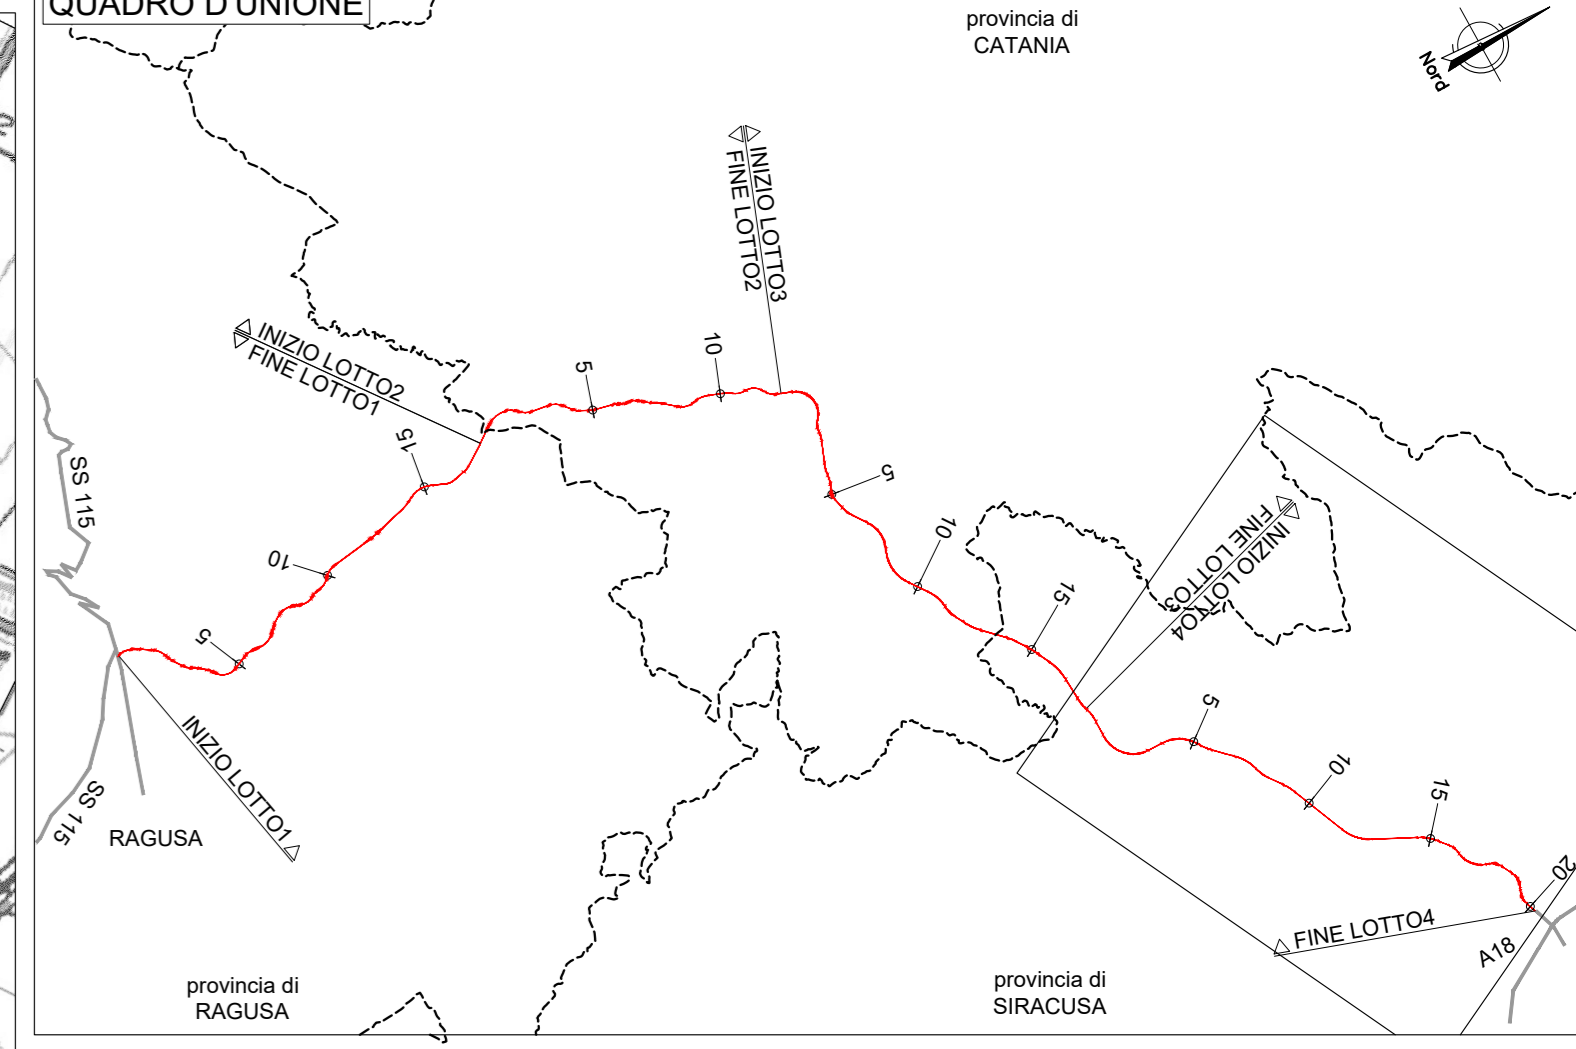 QUADRO D'UNIONE
provincia di
CATANIA
Nord
INIZIO LOTTO3
FINE LOTTO2
INIZIO LOTTO2
FINE LOTTO1
5
10
15
5
10
5
10
15
FINE LOTTO3
INIZIO LOTTO4
SS 115
10
5
INIZIO LOTTO1
SS 115
RAGUSA
5
15
20
FINE LOTTO4
A18
provincia di
RAGUSA
provincia di
SIRACUSA